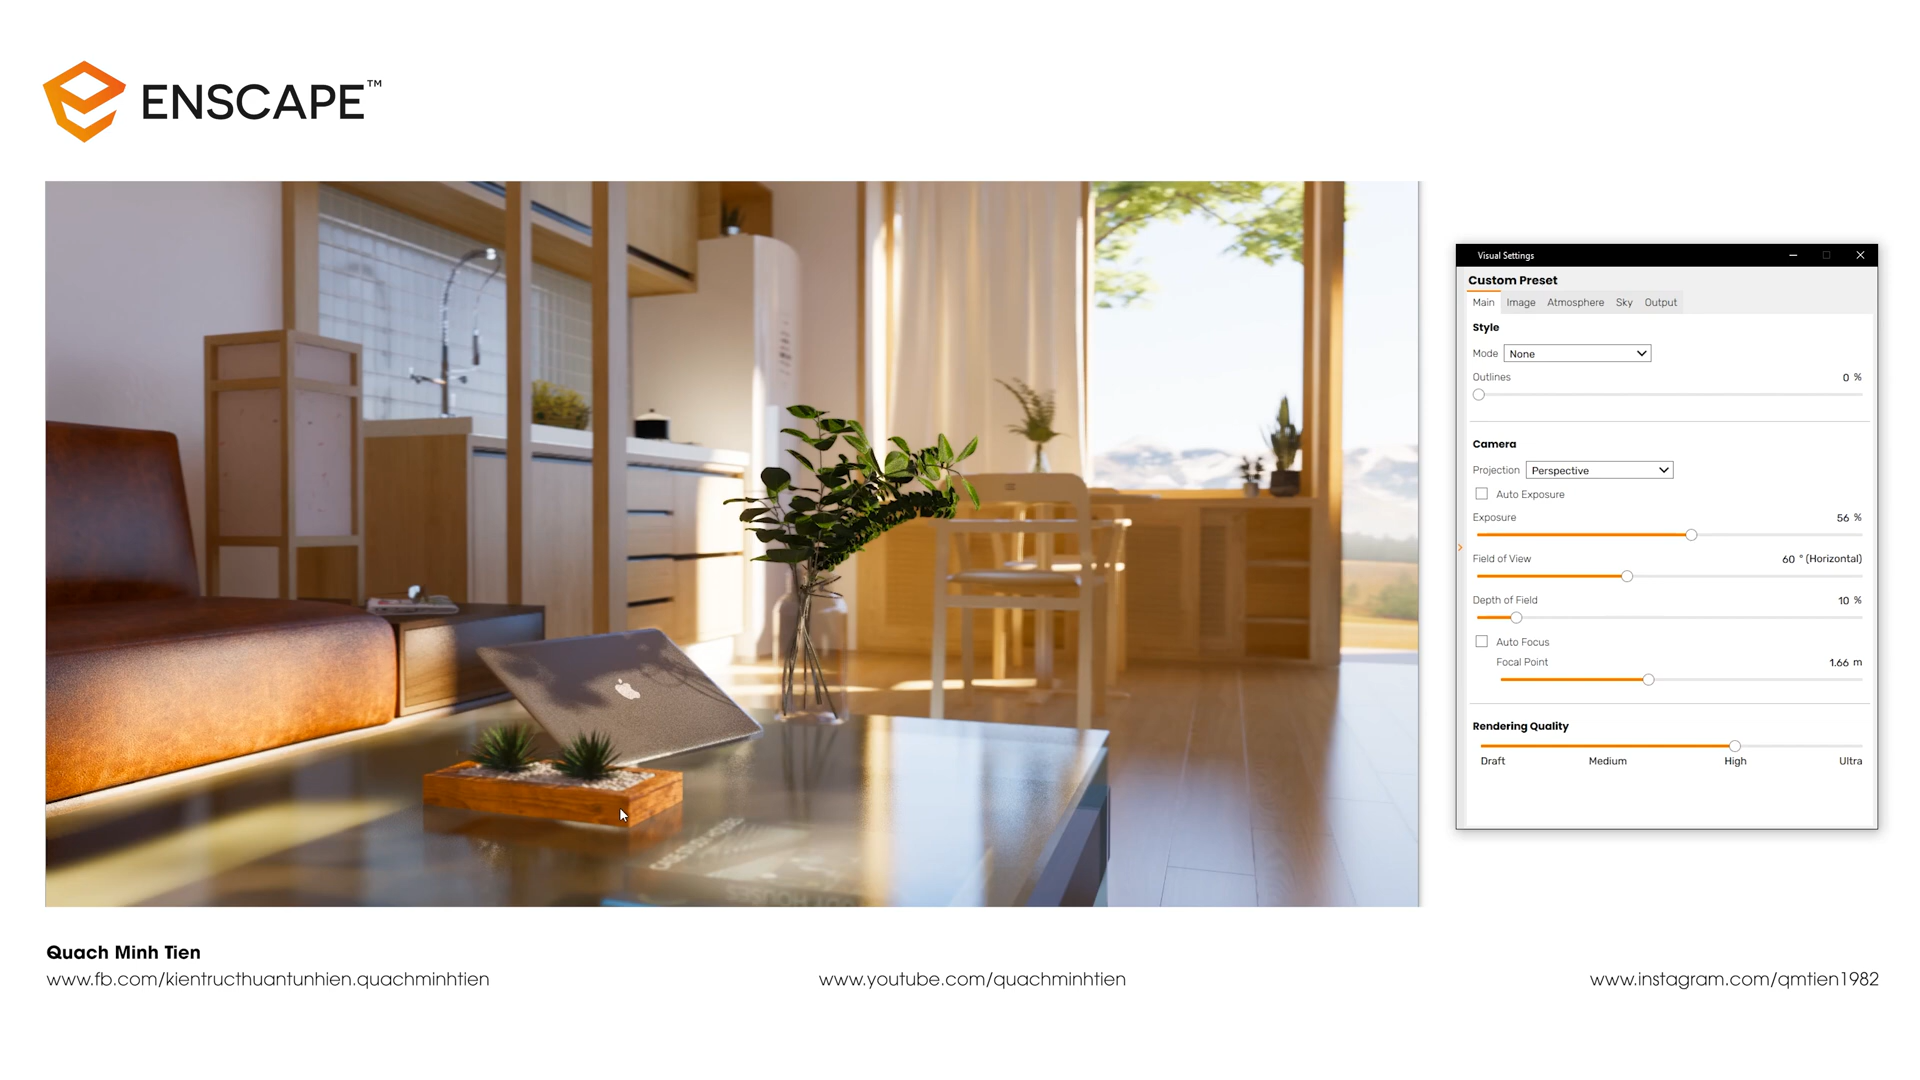 ENSCAPE™
Visual Settings
Custom Preset
Main Image Atmosphere Sky Output
Style
Mode None
Outlines 0 %
Camera
Projection Perspective
Auto Exposure
Exposure 56 %
Field of View 60 ° (Horizontal)
Depth of Field 10 %
Auto Focus
Focal Point 1.66 m
Rendering Quality
Draft Medium High Ultra
Quach Minh Tien
www.fb.com/kientructhuantunhien.quachminhtien
www.youtube.com/quachminhtien
www.instagram.com/qmtien1982